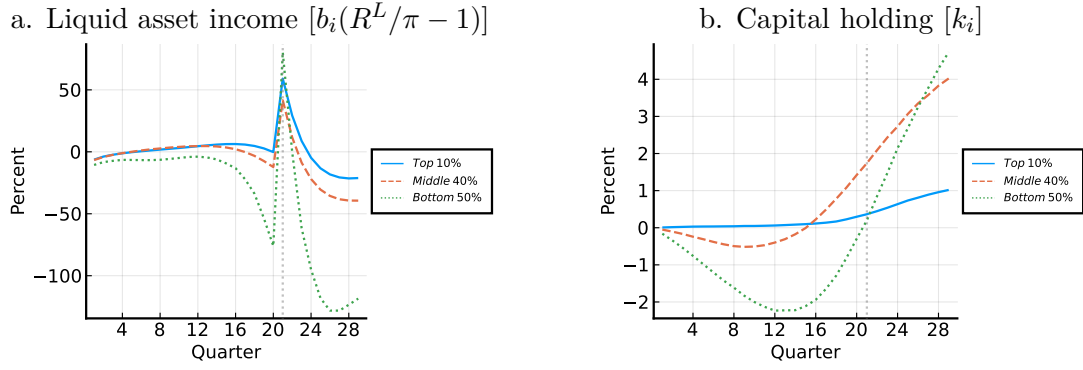 a. Liquid asset income [b_i(R^L/π − 1)]
Percent
50
0
−50
−100
4 8 12 16 20 24 28
Quarter
Top 10%
Middle 40%
Bottom 50%
b. Capital holding [k_i]
Percent
4
3
2
1
0
−1
−2
4 8 12 16 20 24 28
Quarter
Top 10%
Middle 40%
Bottom 50%